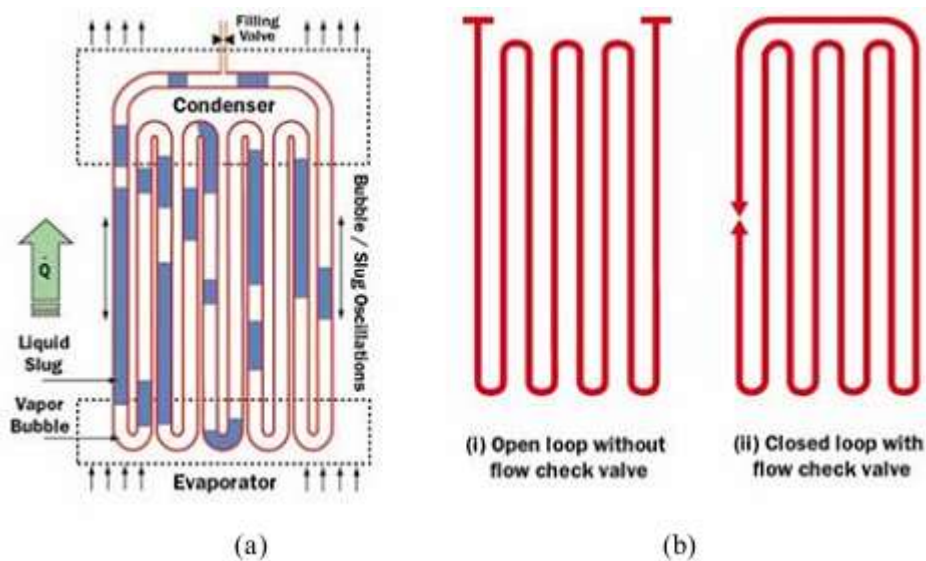 Filling
Valve
Condenser
Bubble / Slug Oscillations
Q̇
Liquid
Slug
Vapor
Bubble
Evaporator
(a)
(i) Open loop without
flow check valve
(ii) Closed loop with
flow check valve
(b)